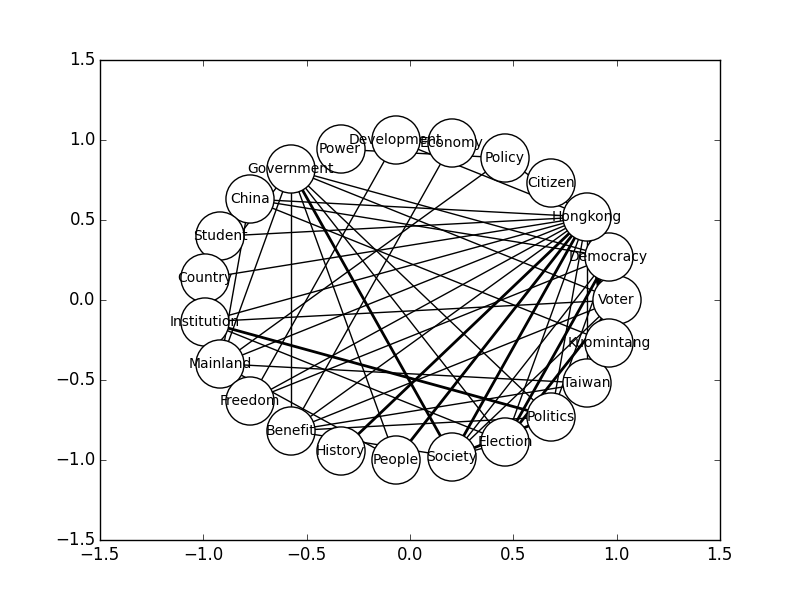 1.5
1.0
0.5
0.0
−0.5
−1.0
−1.5
−1.5
−1.0
−0.5
0.0
0.5
1.0
1.5
Development
Economy
Power
Policy
Government
Citizen
China
Hongkong
Student
Democracy
Country
Voter
Institution
Kuomintang
Mainland
Taiwan
Freedom
Politics
Benefit
Election
History
Society
People